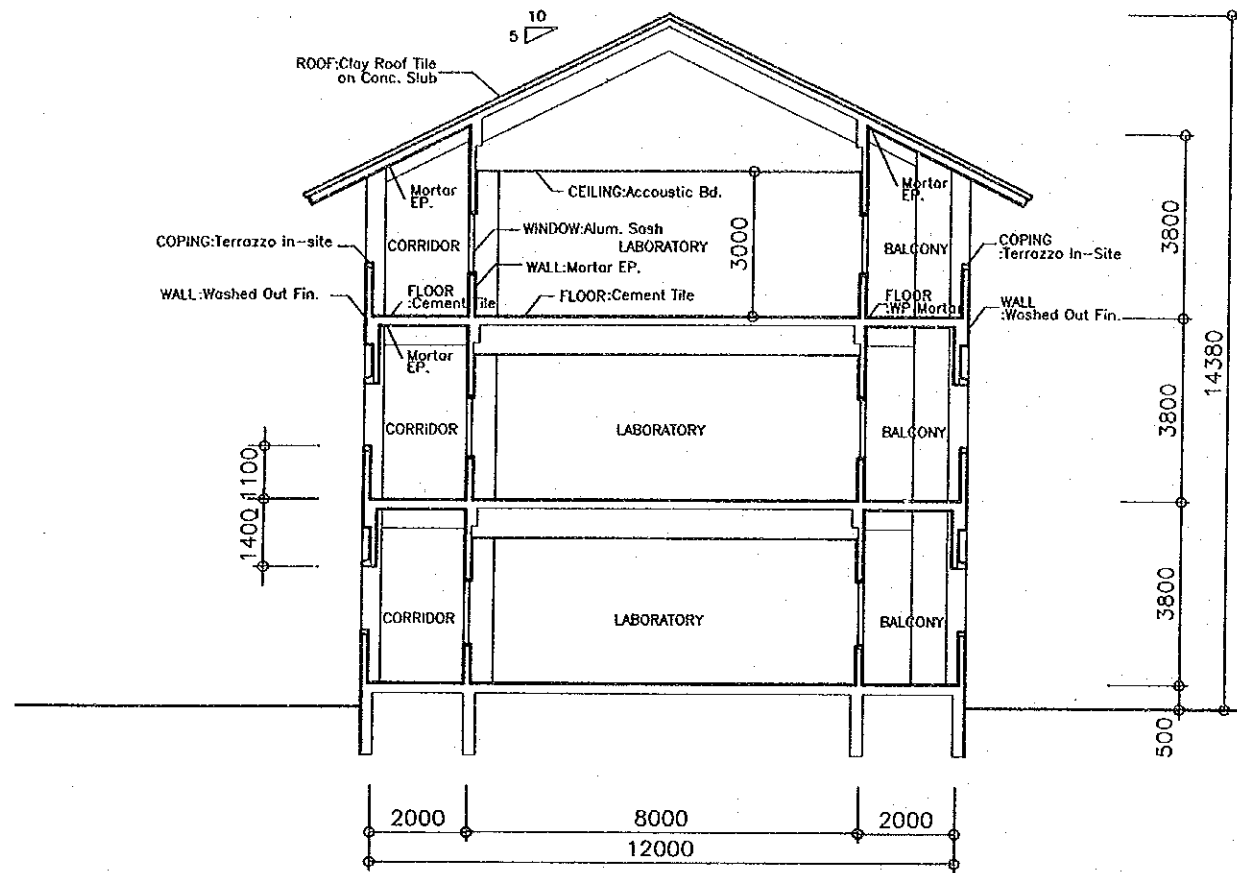 10
5
ROOF:Clay Roof Tile
on Conc. Slub
Mortar
EP.
CEILING:Accoustic Bd.
Mortar
EP.
3800
COPING:Terrazzo in-site
CORRIDOR
WINDOW:Alum. Sash
LABORATORY
3000
BALCONY
COPING
:Terrazzo In-Site
WALL:Mortar EP.
WALL:Washed Out Fin.
FLOOR
:Cement Tile
FLOOR:Cement Tile
FLOOR
:WP Mortar
WALL
:Washed Out Fin.
Mortar
EP.
14380
CORRIDOR
LABORATORY
BALCONY
3800
1100
1400
CORRIDOR
LABORATORY
BALCONY
3800
500
2000
8000
2000
12000